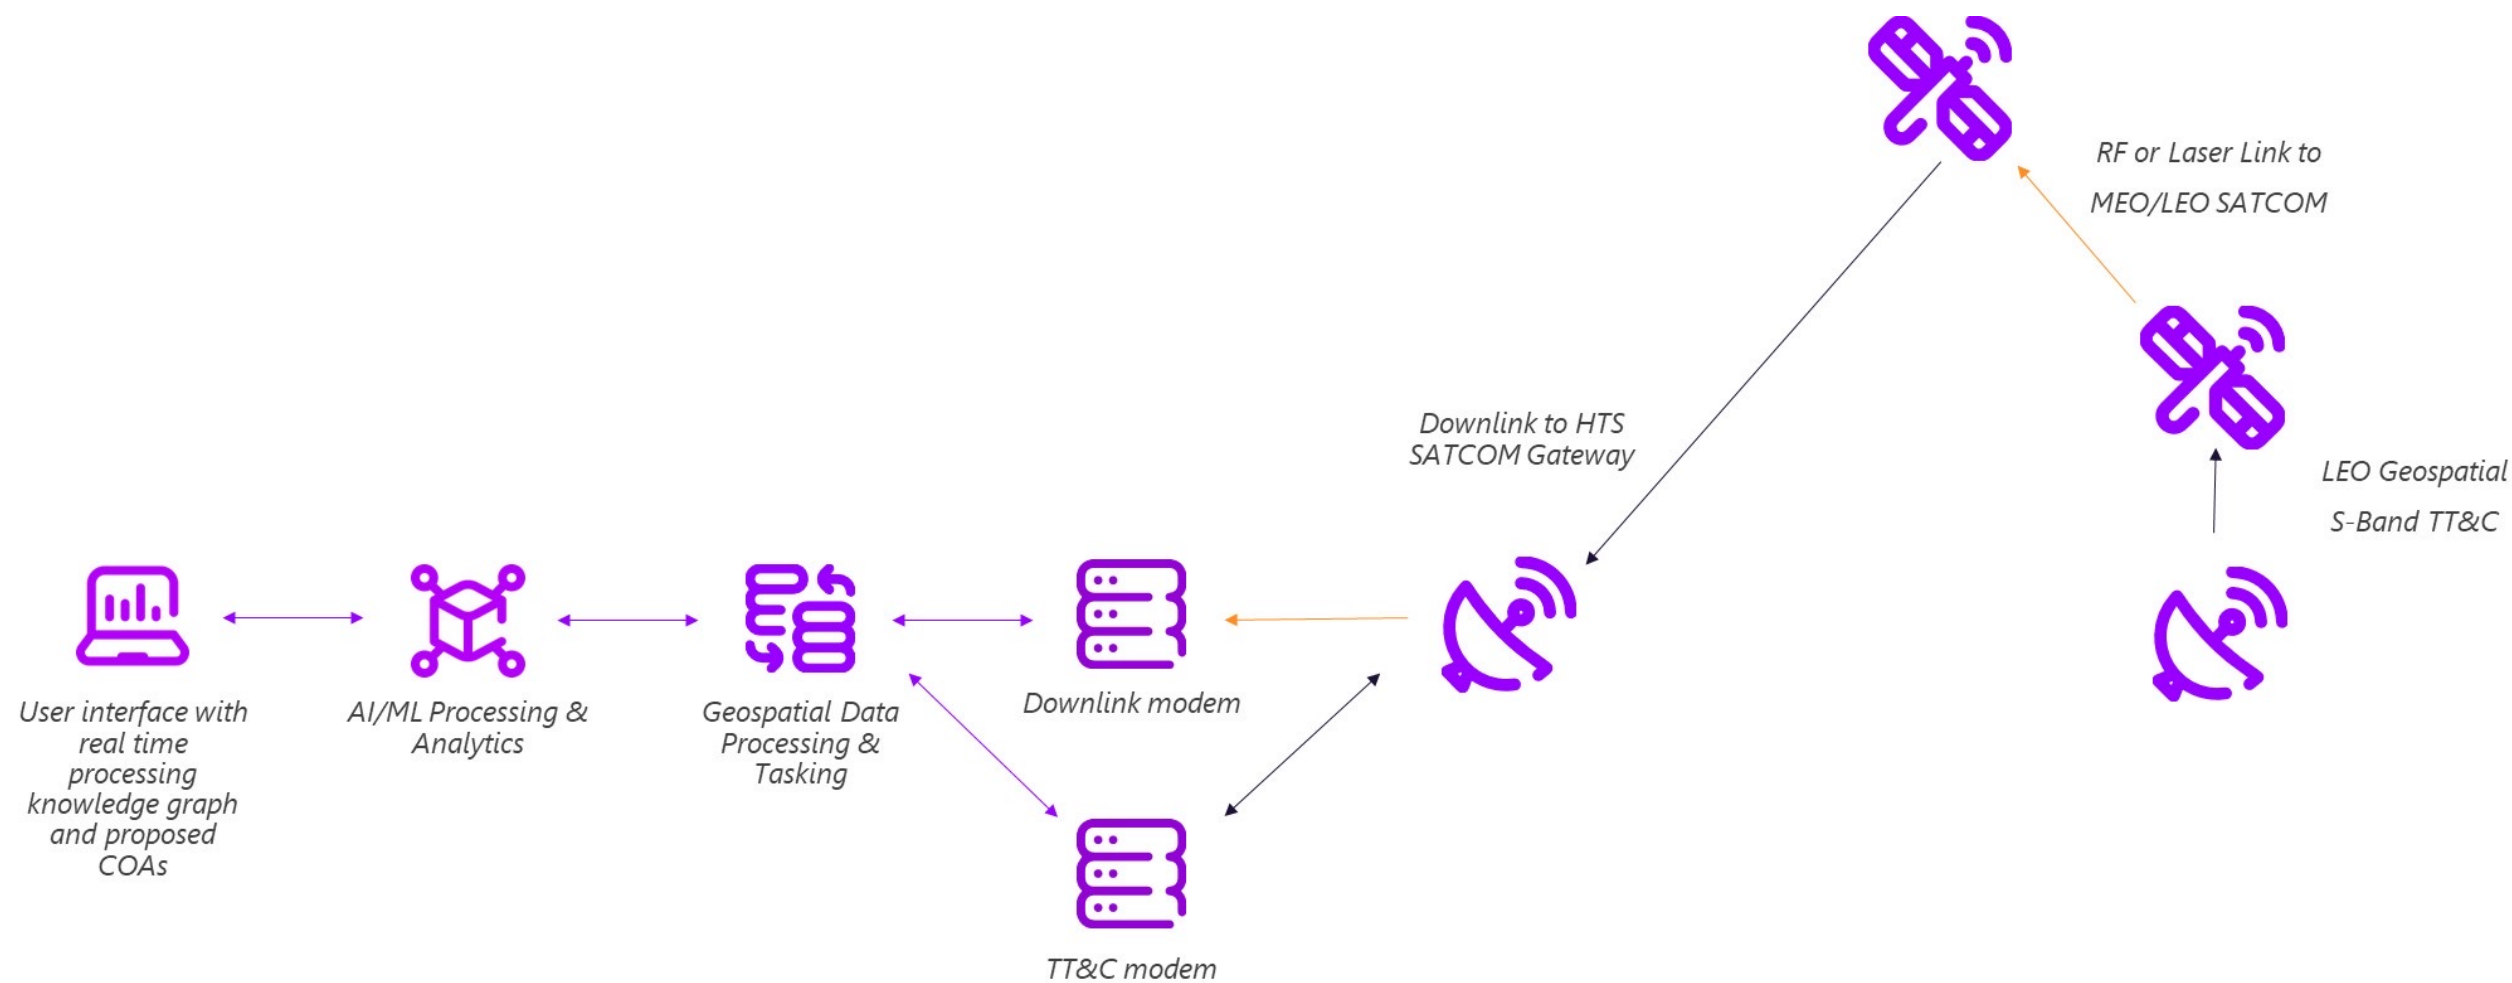 RF or Laser Link to
MEO/LEO SATCOM
Downlink to HTS
SATCOM Gateway
LEO Geospatial
S-Band TT&C
User interface with
real time
processing
knowledge graph
and proposed
COAs
AI/ML Processing &
Analytics
Geospatial Data
Processing &
Tasking
Downlink modem
TT&C modem